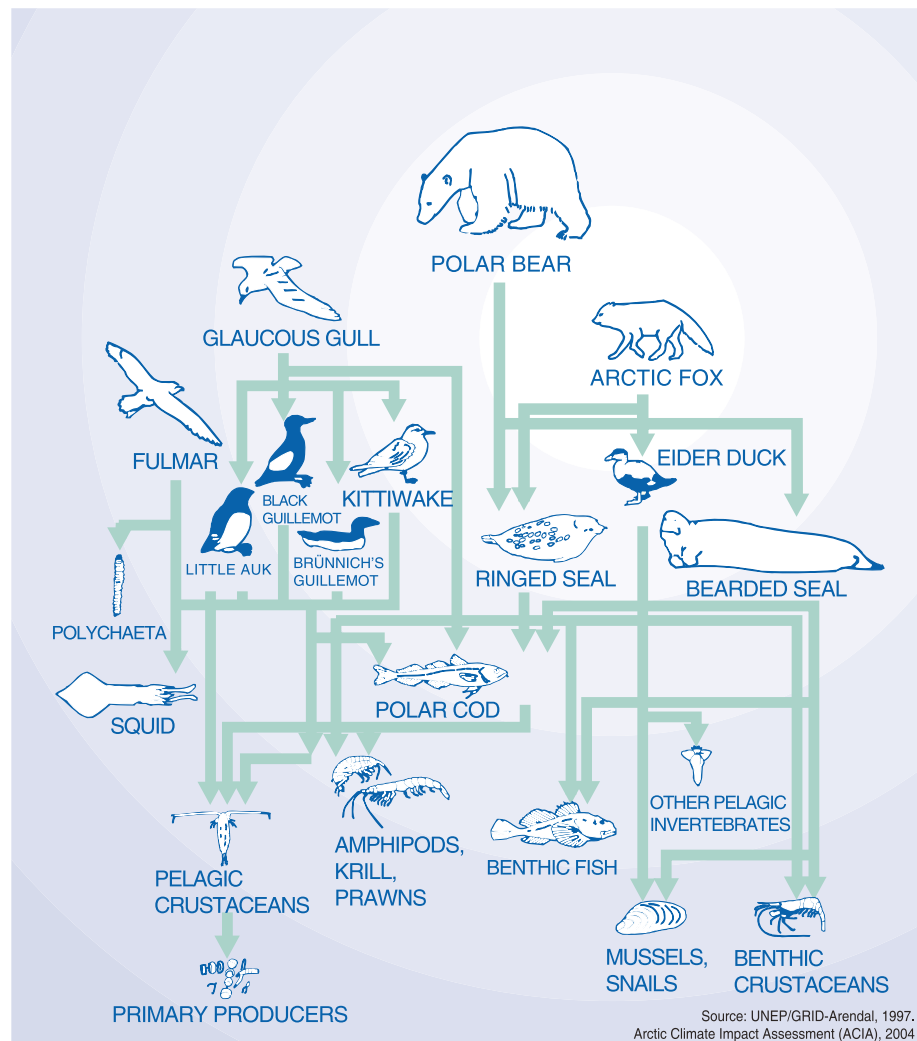 POLAR BEAR
GLAUCOUS GULL
ARCTIC FOX
FULMAR
EIDER DUCK
BLACK
GUILLEMOT
KITTIWAKE
LITTLE AUK
BRÜNNICH'S
GUILLEMOT
RINGED SEAL
BEARDED SEAL
POLYCHAETA
SQUID
POLAR COD
OTHER PELAGIC
INVERTEBRATES
AMPHIPODS,
KRILL,
PRAWNS
BENTHIC FISH
PELAGIC
CRUSTACEANS
MUSSELS,
SNAILS
BENTHIC
CRUSTACEANS
PRIMARY PRODUCERS
Source: UNEP/GRID-Arendal, 1997.
Arctic Climate Impact Assessment (ACIA), 2004